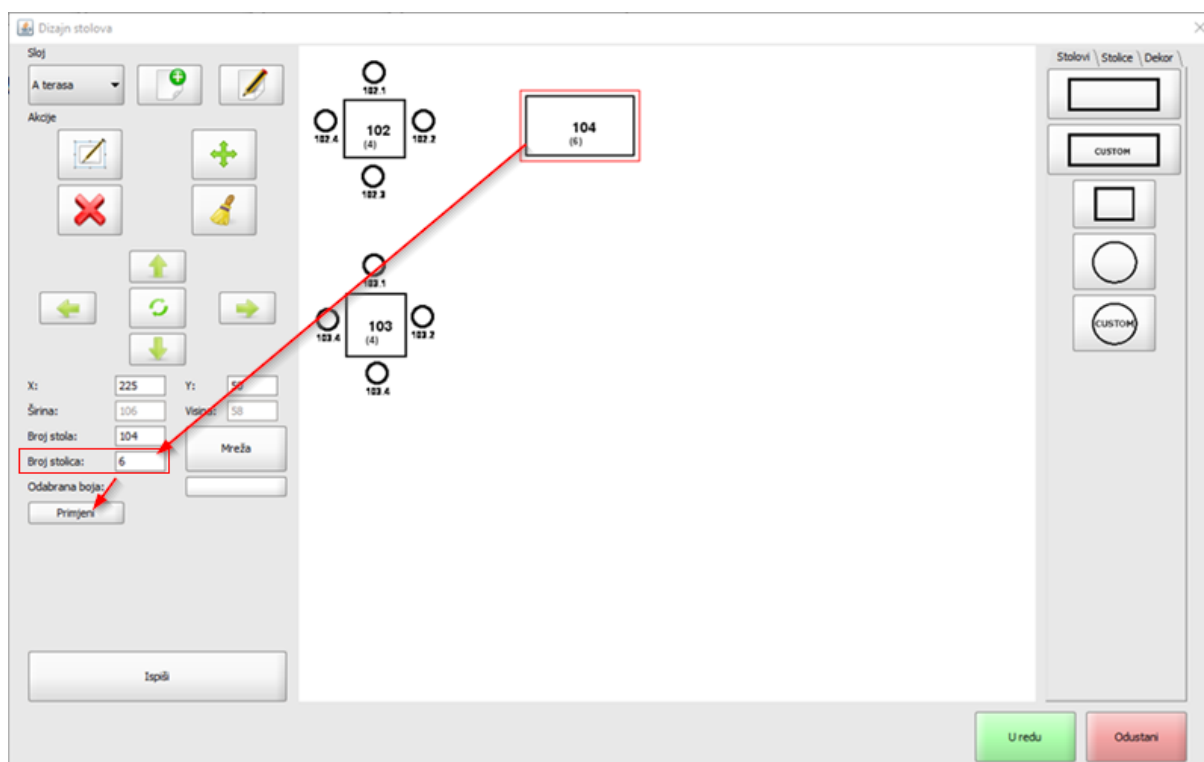 Dizajn stolova
Sloj
A terasa
Akcije
X: 225 Y: 50
Širina: 106 Visina: 58
Broj stola: 104
Mreža
Broj stolica: 6
Odabrana boja:
Primjeni
Ispiši
102.1
102
(4)
102.4
102.2
102.3
104
(6)
103.1
103
(4)
103.4
103.2
103.4
Stolovi
Stolice
Dekor
CUSTOM
CUSTOM
U redu
Odustani